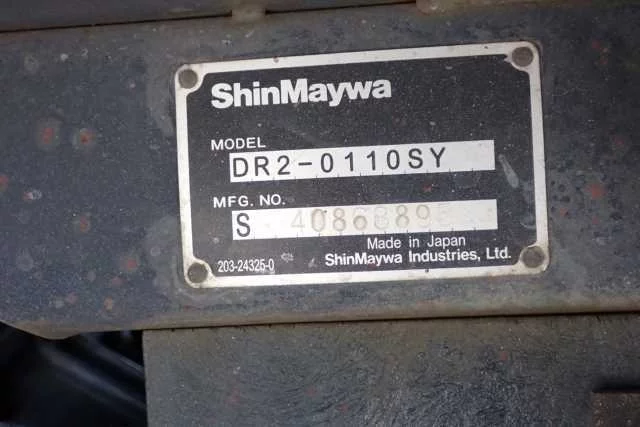 ShinMaywa
MODEL
DR2-0110SY
MFG. NO.
S
Made in Japan
203-24325-0
ShinMaywa Industries, Ltd.